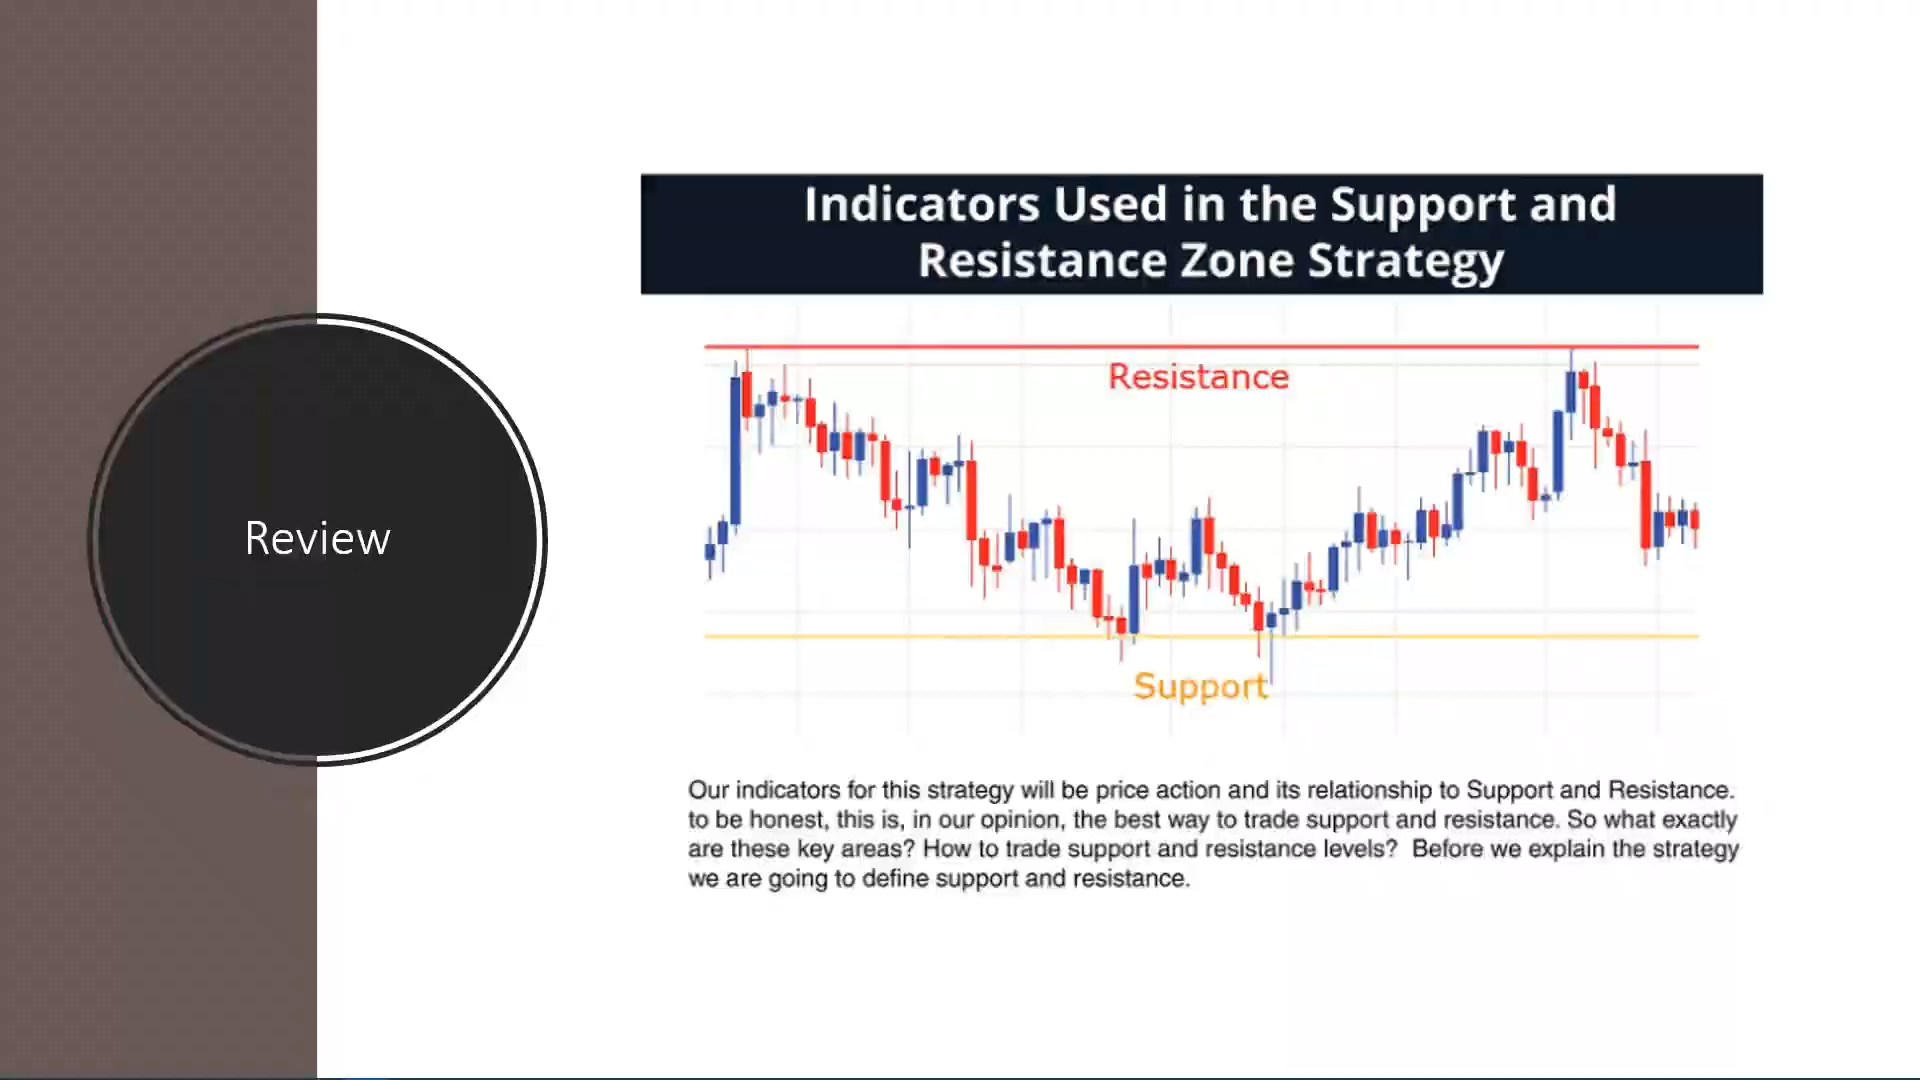 Review
Indicators Used in the Support and
Resistance Zone Strategy
Resistance
Support
Our indicators for this strategy will be price action and its relationship to Support and Resistance.
to be honest, this is, in our opinion, the best way to trade support and resistance. So what exactly
are these key areas? How to trade support and resistance levels?  Before we explain the strategy
we are going to define support and resistance.